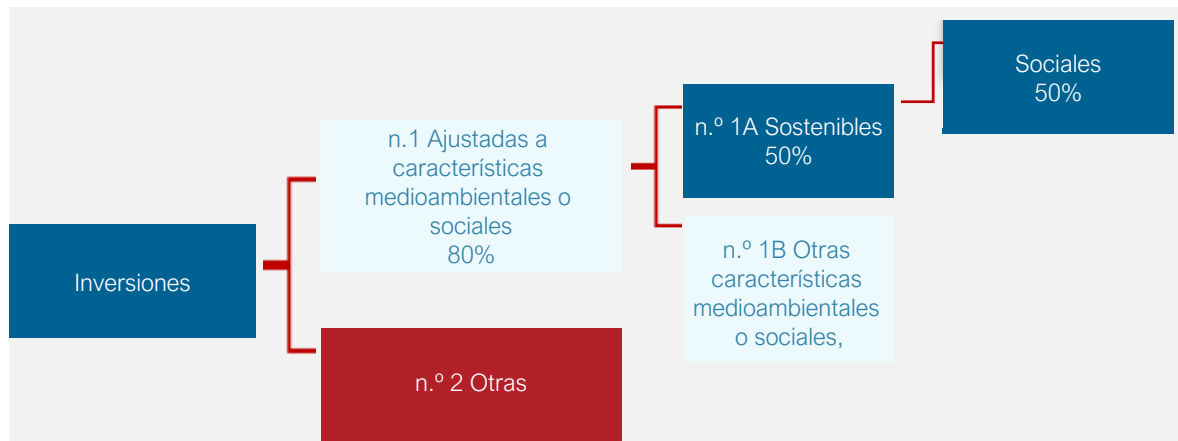 Inversiones
n.1 Ajustadas a
características
medioambientales o
sociales
80%
n.º 2 Otras
n.º 1A Sostenibles
50%
n.º 1B Otras
características
medioambientales
o sociales,
Sociales
50%